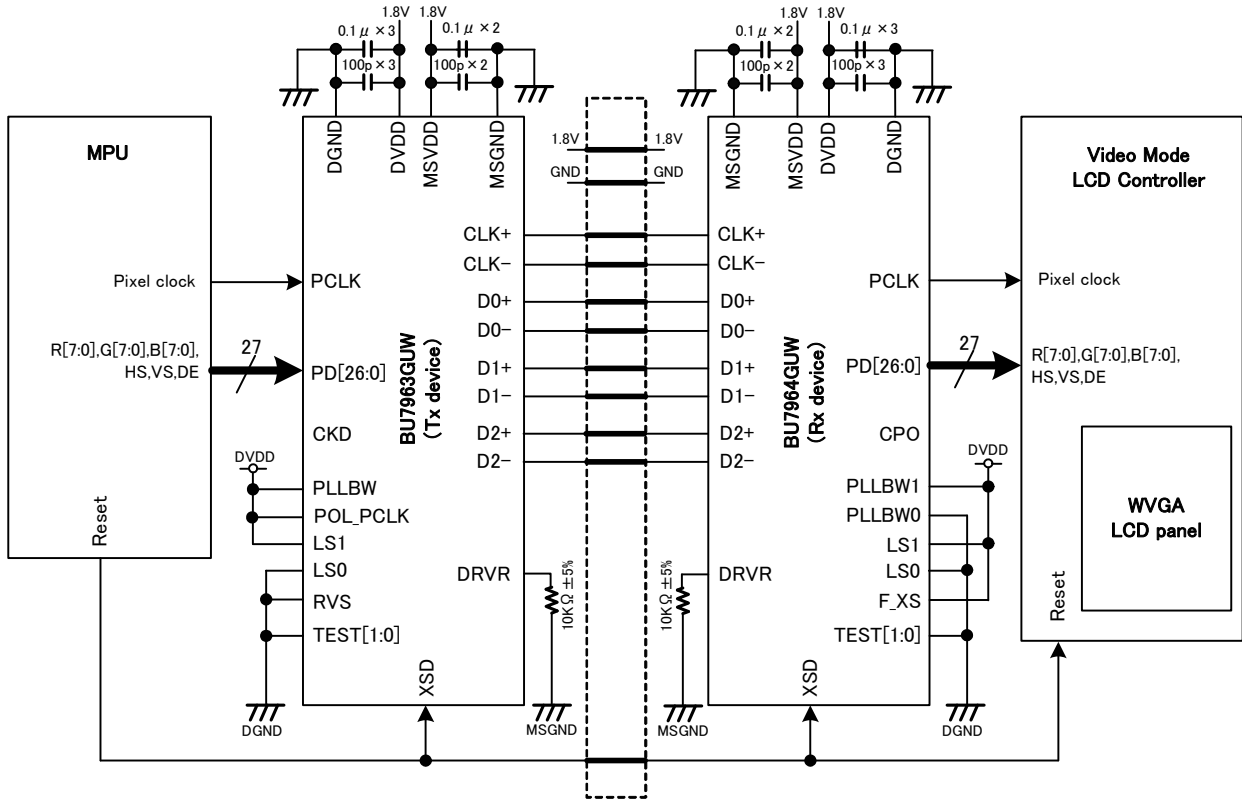 1.8V 1.8V
0.1μ×3
0.1μ×2
100p×3
100p×2
1.8V 1.8V
0.1μ×2
0.1μ×3
100p×2
100p×3
MPU
Pixel clock
R[7:0],G[7:0],B[7:0],
HS,VS,DE
27
Reset
DGND
DVDD
MSVDD
MSGND
PCLK
PD[26:0]
CKD
DVDD
PLLBW
POL_PCLK
LS1
LS0
RVS
TEST[1:0]
DGND
BU7963GUW
(Tx device)
CLK+
CLK-
D0+
D0-
D1+
D1-
D2+
D2-
DRVR
XSD
10KΩ±5%
MSGND
1.8V
1.8V
GND
GND
10KΩ±5%
MSGND
MSGND
MSVDD
DVDD
DGND
CLK+
CLK-
D0+
D0-
D1+
D1-
D2+
D2-
DRVR
XSD
BU7964GUW
(Rx device)
PCLK
PD[26:0]
CPO
PLLBW1
PLLBW0
LS1
LS0
F_XS
TEST[1:0]
DVDD
DGND
27
Video Mode
LCD Controller
Pixel clock
R[7:0],G[7:0],B[7:0],
HS,VS,DE
WVGA
LCD panel
Reset